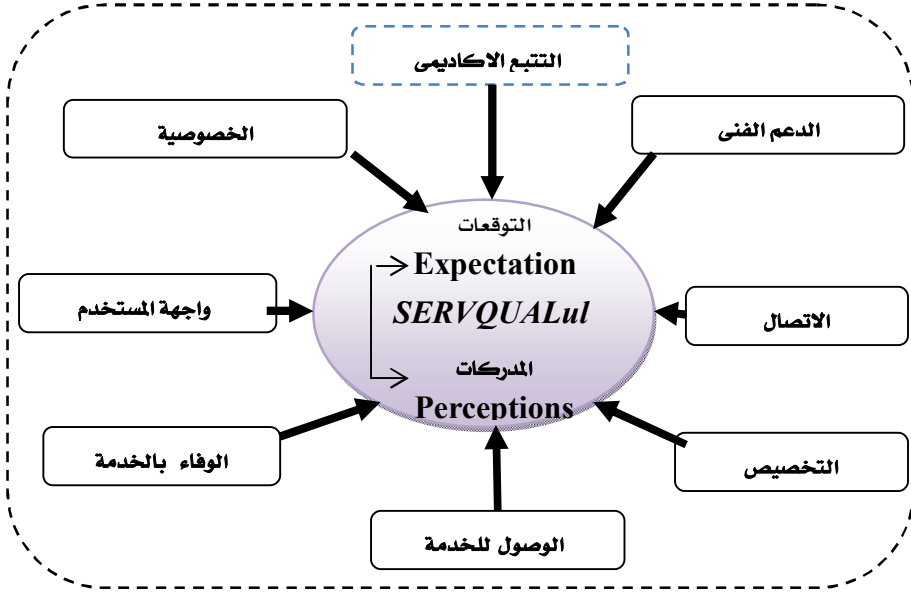 التتبع الاكاديمى
الخصوصية
الدعم الفنى
التوقعات
Expectation
SERVQUALul
المدركات
Perceptions
واجهة المستخدم
الاتصال
الوفاء بالخدمة
التخصيص
الوصول للخدمة